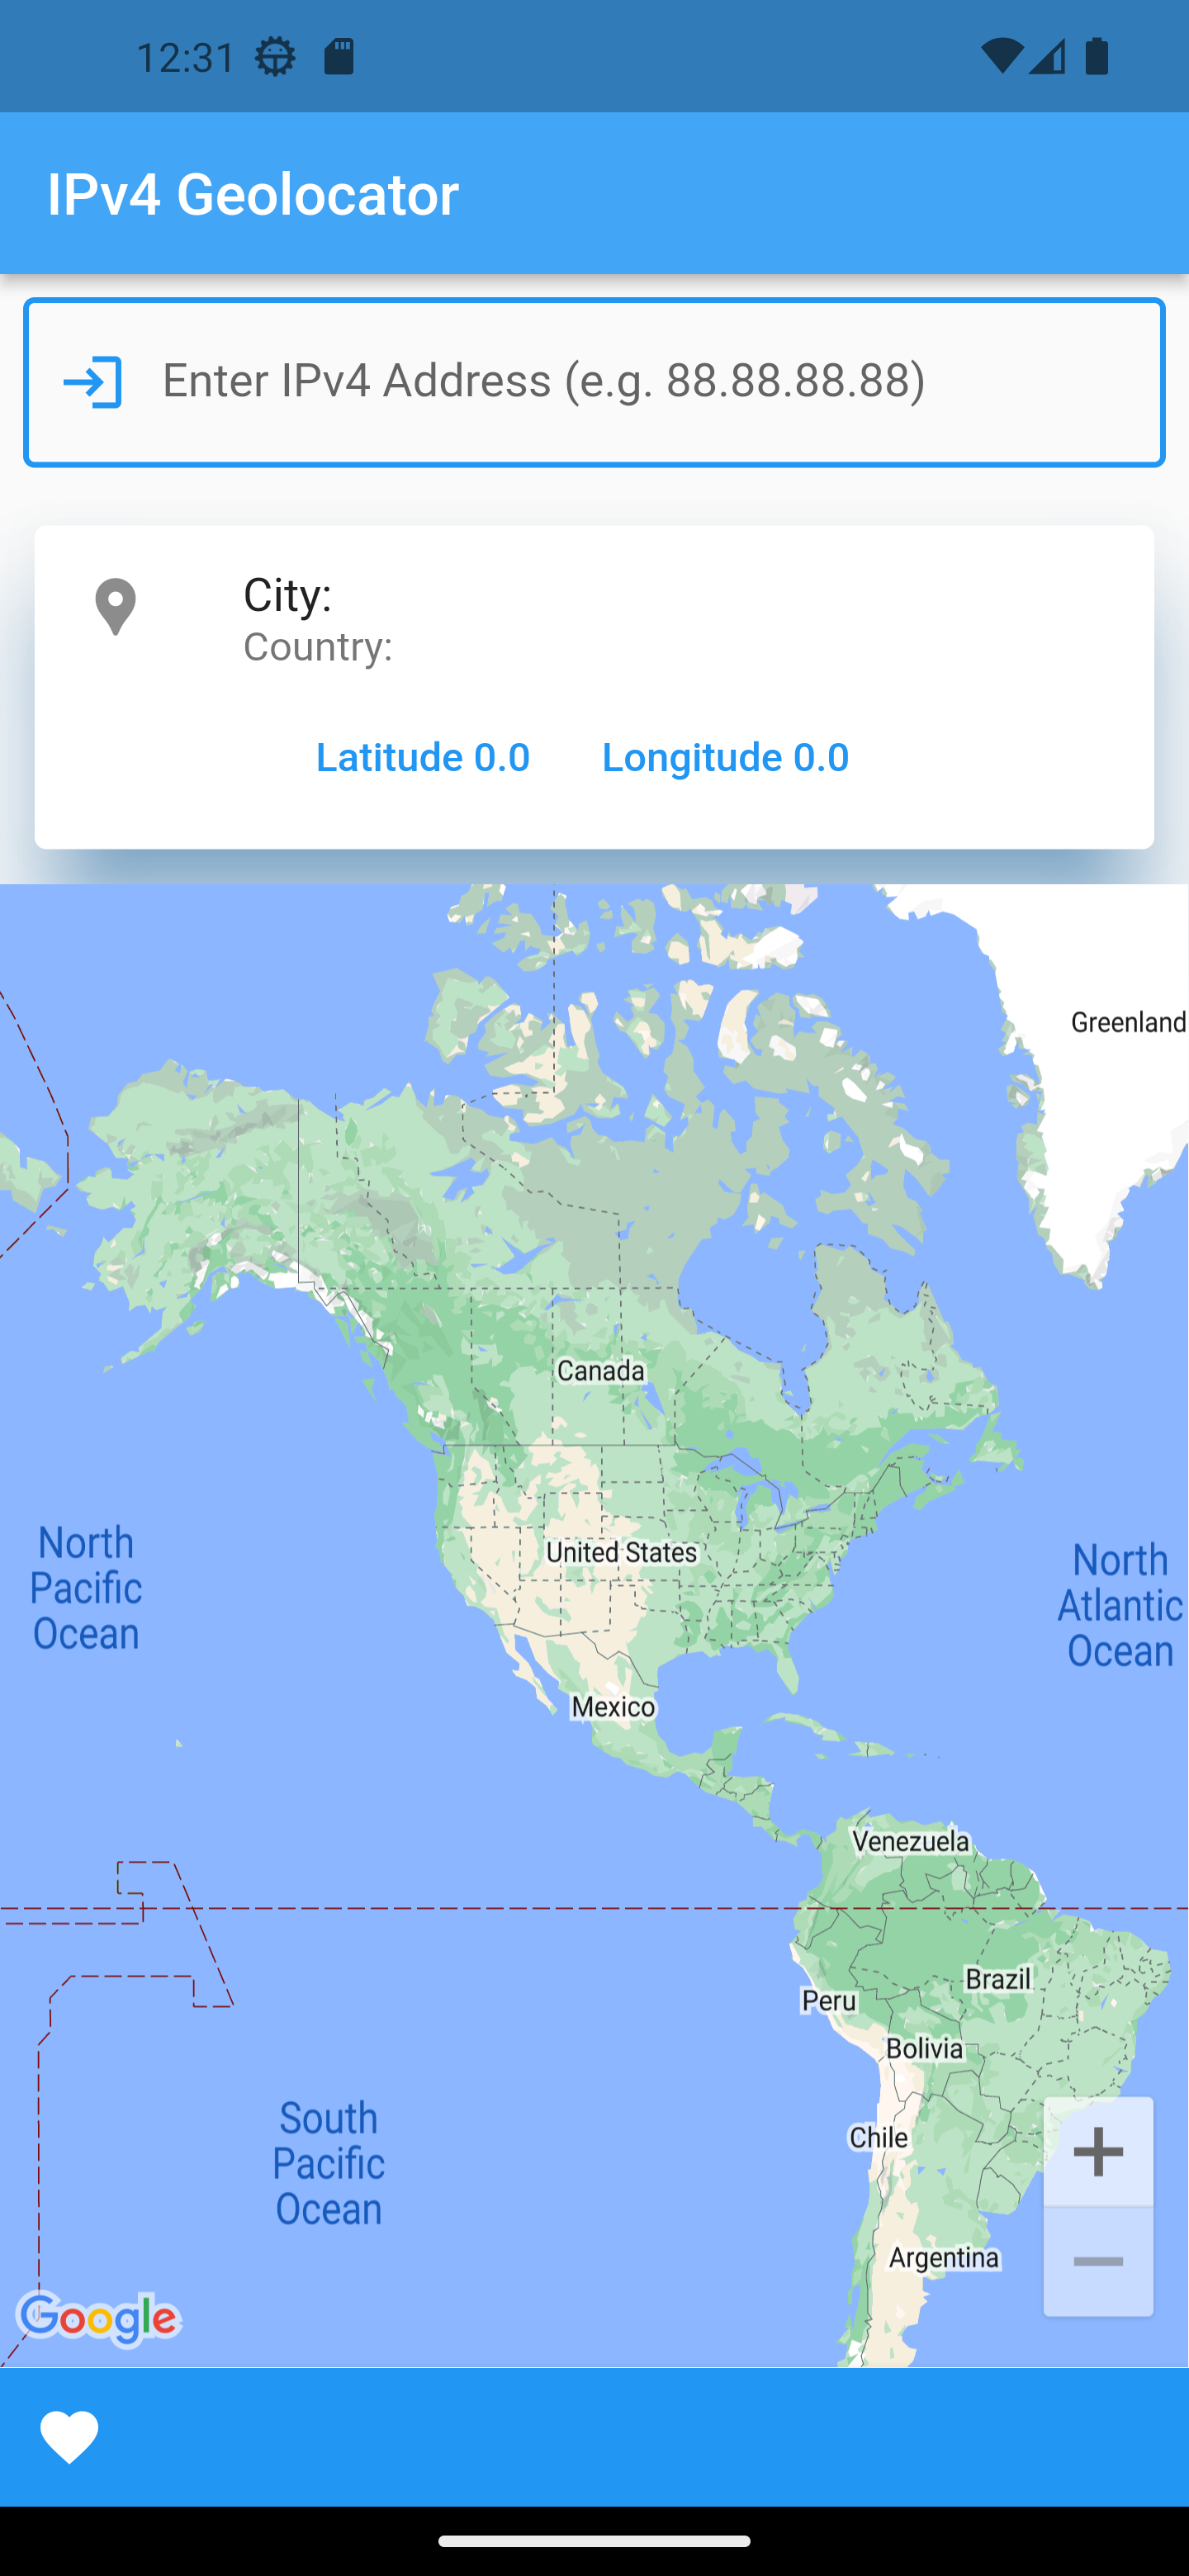 12:31
IPv4 Geolocator
Enter IPv4 Address (e.g. 88.88.88.88)
City:
Country:
Latitude 0.0 Longitude 0.0
Greenland
Canada
North
Pacific
Ocean
United States
North
Atlantic
Ocean
Mexico
Venezuela
Brazil
Peru
Bolivia
South
Pacific
Ocean
Chile
Argentina
Google